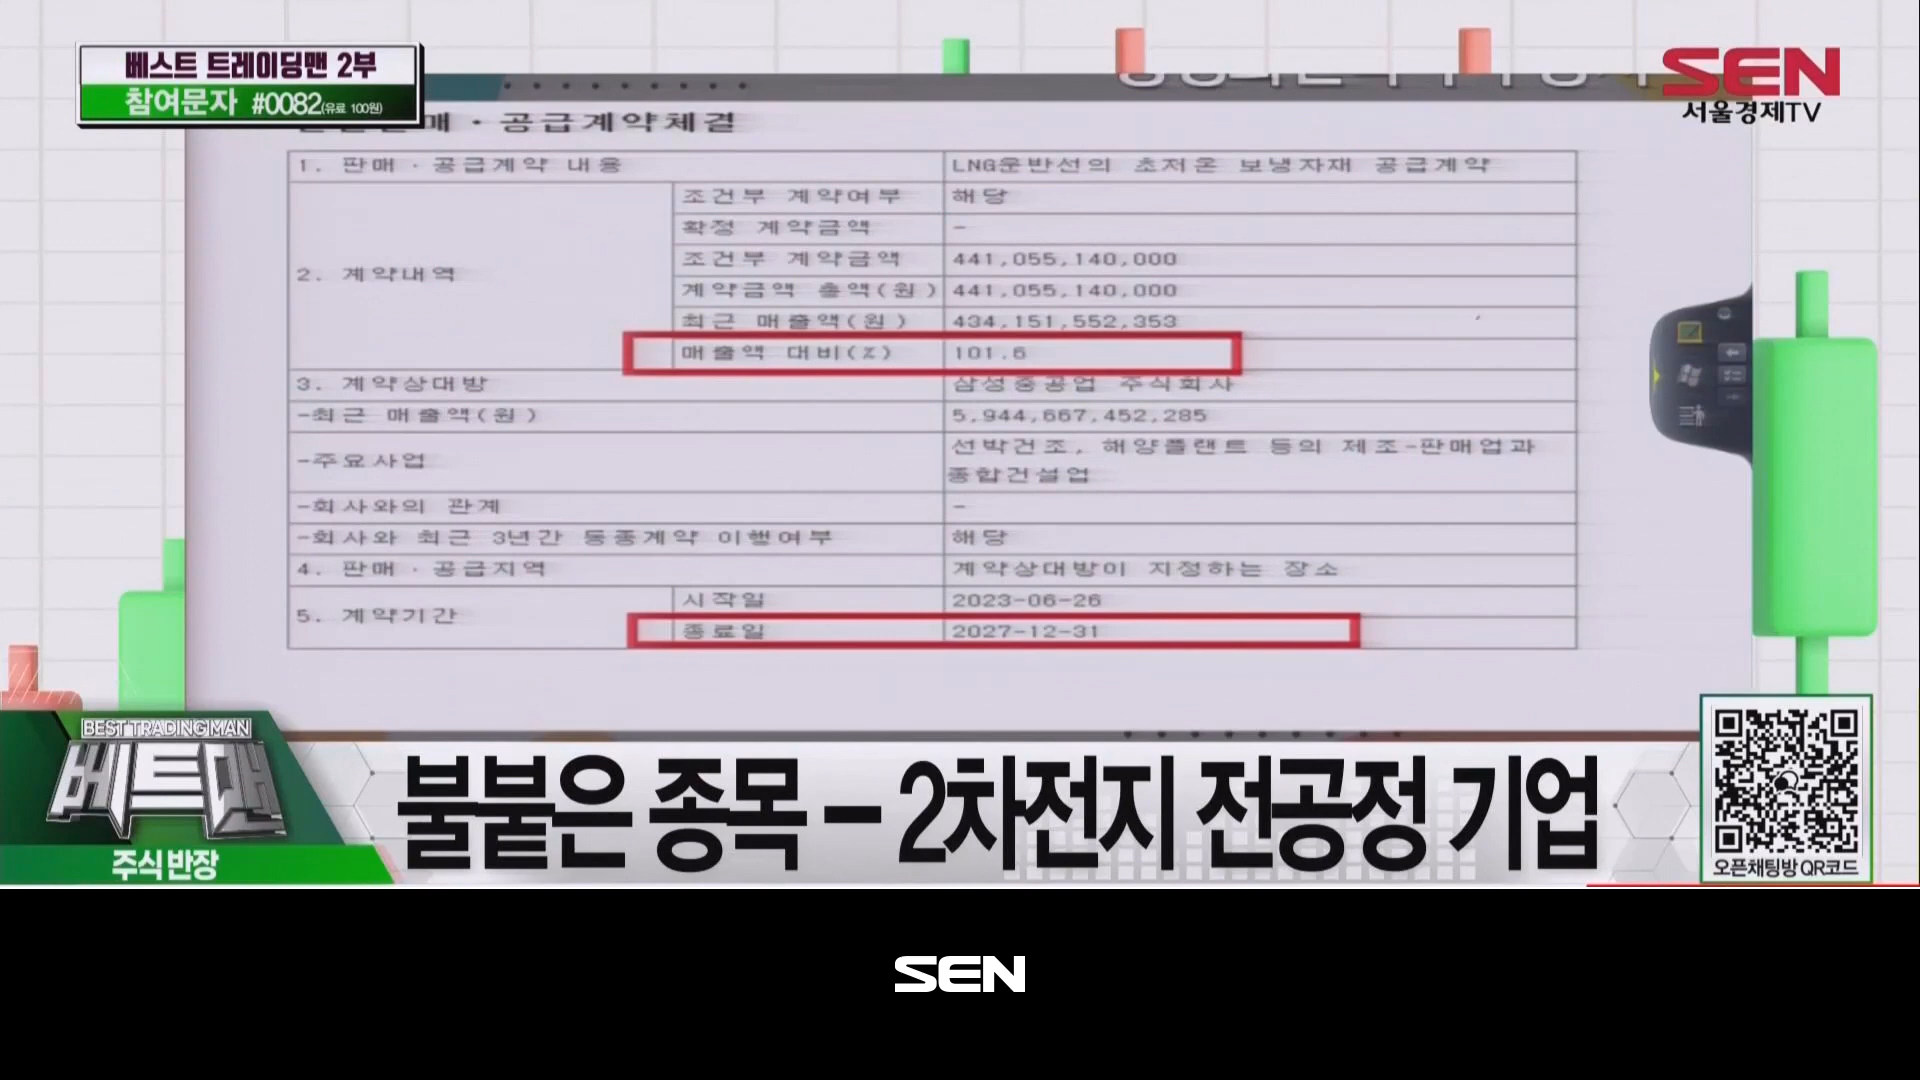 베스트 트레이딩맨 2부
참여문자 #0082(유료 100원)
SEN
서울경제TV
매 · 공급계약체결
1. 판매 · 공급계약 내용 LNG운반선의 초저온 보냉자재 공급계약
2. 계약내역
조건부 계약여부 해당
확정 계약금액 -
조건부 계약금액 441,055,140,000
계약금액 총액(원) 441,055,140,000
최근 매출액(원) 434,151,552,353
매출액 대비(%) 101.6
3. 계약상대방 삼성중공업 주식회사
-최근 매출액(원) 5,944,667,452,285
-주요사업 선박건조, 해양플랜트 등의 제조-판매업과
종합건설업
-회사와의 관계 -
-회사와 최근 3년간 동종계약 이행여부 해당
4. 판매 · 공급지역 계약상대방이 지정하는 장소
5. 계약기간
시작일 2023-06-26
종료일 2027-12-31
BEST TRADING MAN
베트맨
주식반장
불붙은 종목 - 2차전지 전공정 기업
오픈채팅방 QR코드
SEN